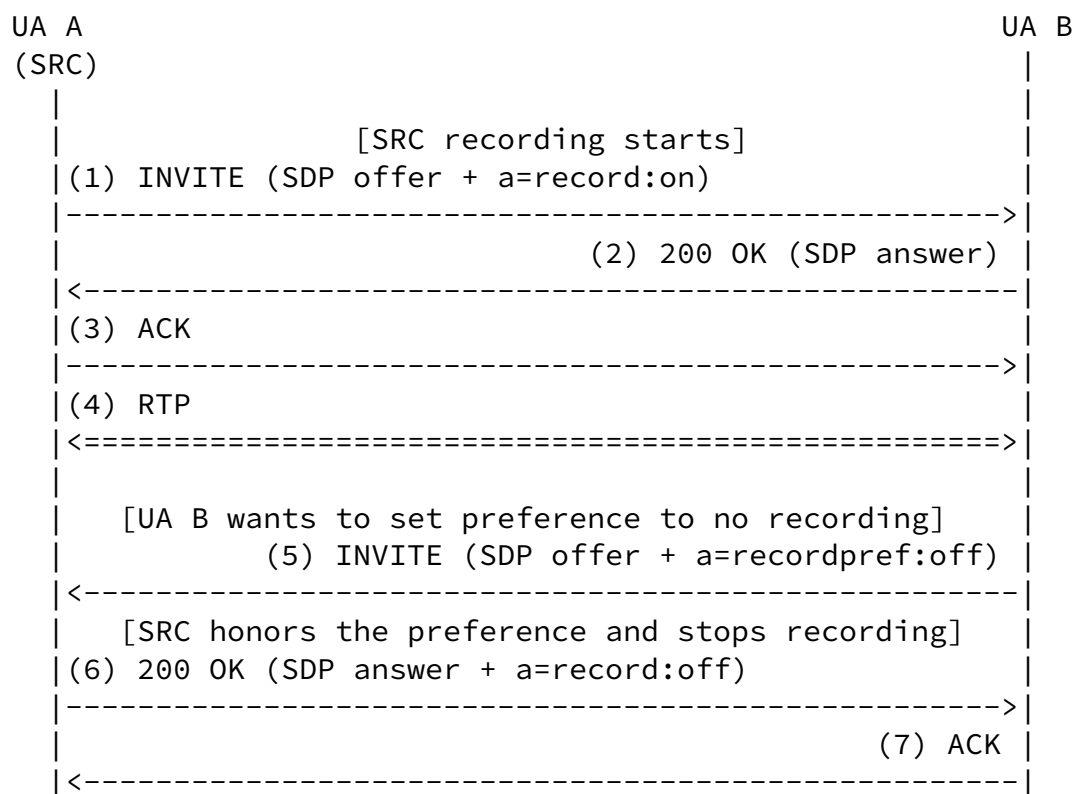 UA A UA B
(SRC)
[SRC recording starts]
(1) INVITE (SDP offer + a=record:on)
(2) 200 OK (SDP answer)
(3) ACK
(4) RTP
[UA B wants to set preference to no recording]
(5) INVITE (SDP offer + a=recordpref:off)
[SRC honors the preference and stops recording]
(6) 200 OK (SDP answer + a=record:off)
(7) ACK